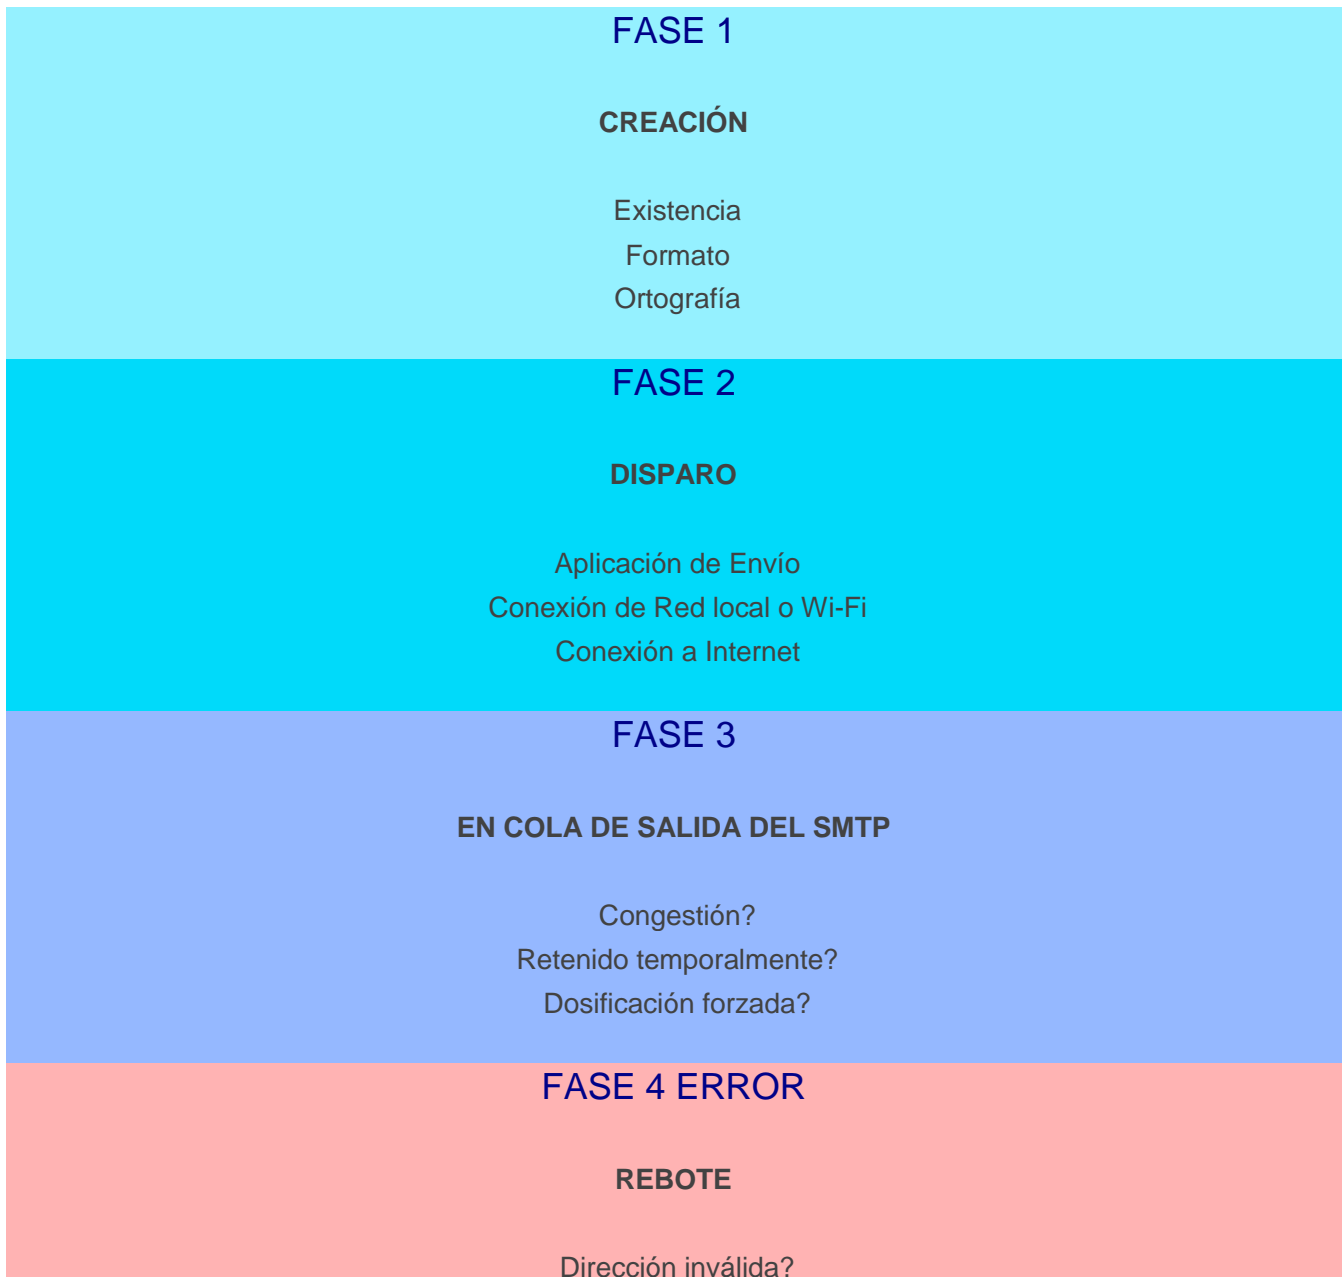 FASE 1
CREACIÓN
Existencia
Formato
Ortografía
FASE 2
DISPARO
Aplicación de Envío
Conexión de Red local o Wi-Fi
Conexión a Internet
FASE 3
EN COLA DE SALIDA DEL SMTP
Congestión?
Retenido temporalmente?
Dosificación forzada?
FASE 4 ERROR
REBOTE
Dirección inválida?